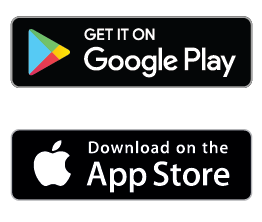 GET IT ON
Google Play
Download on the
App Store